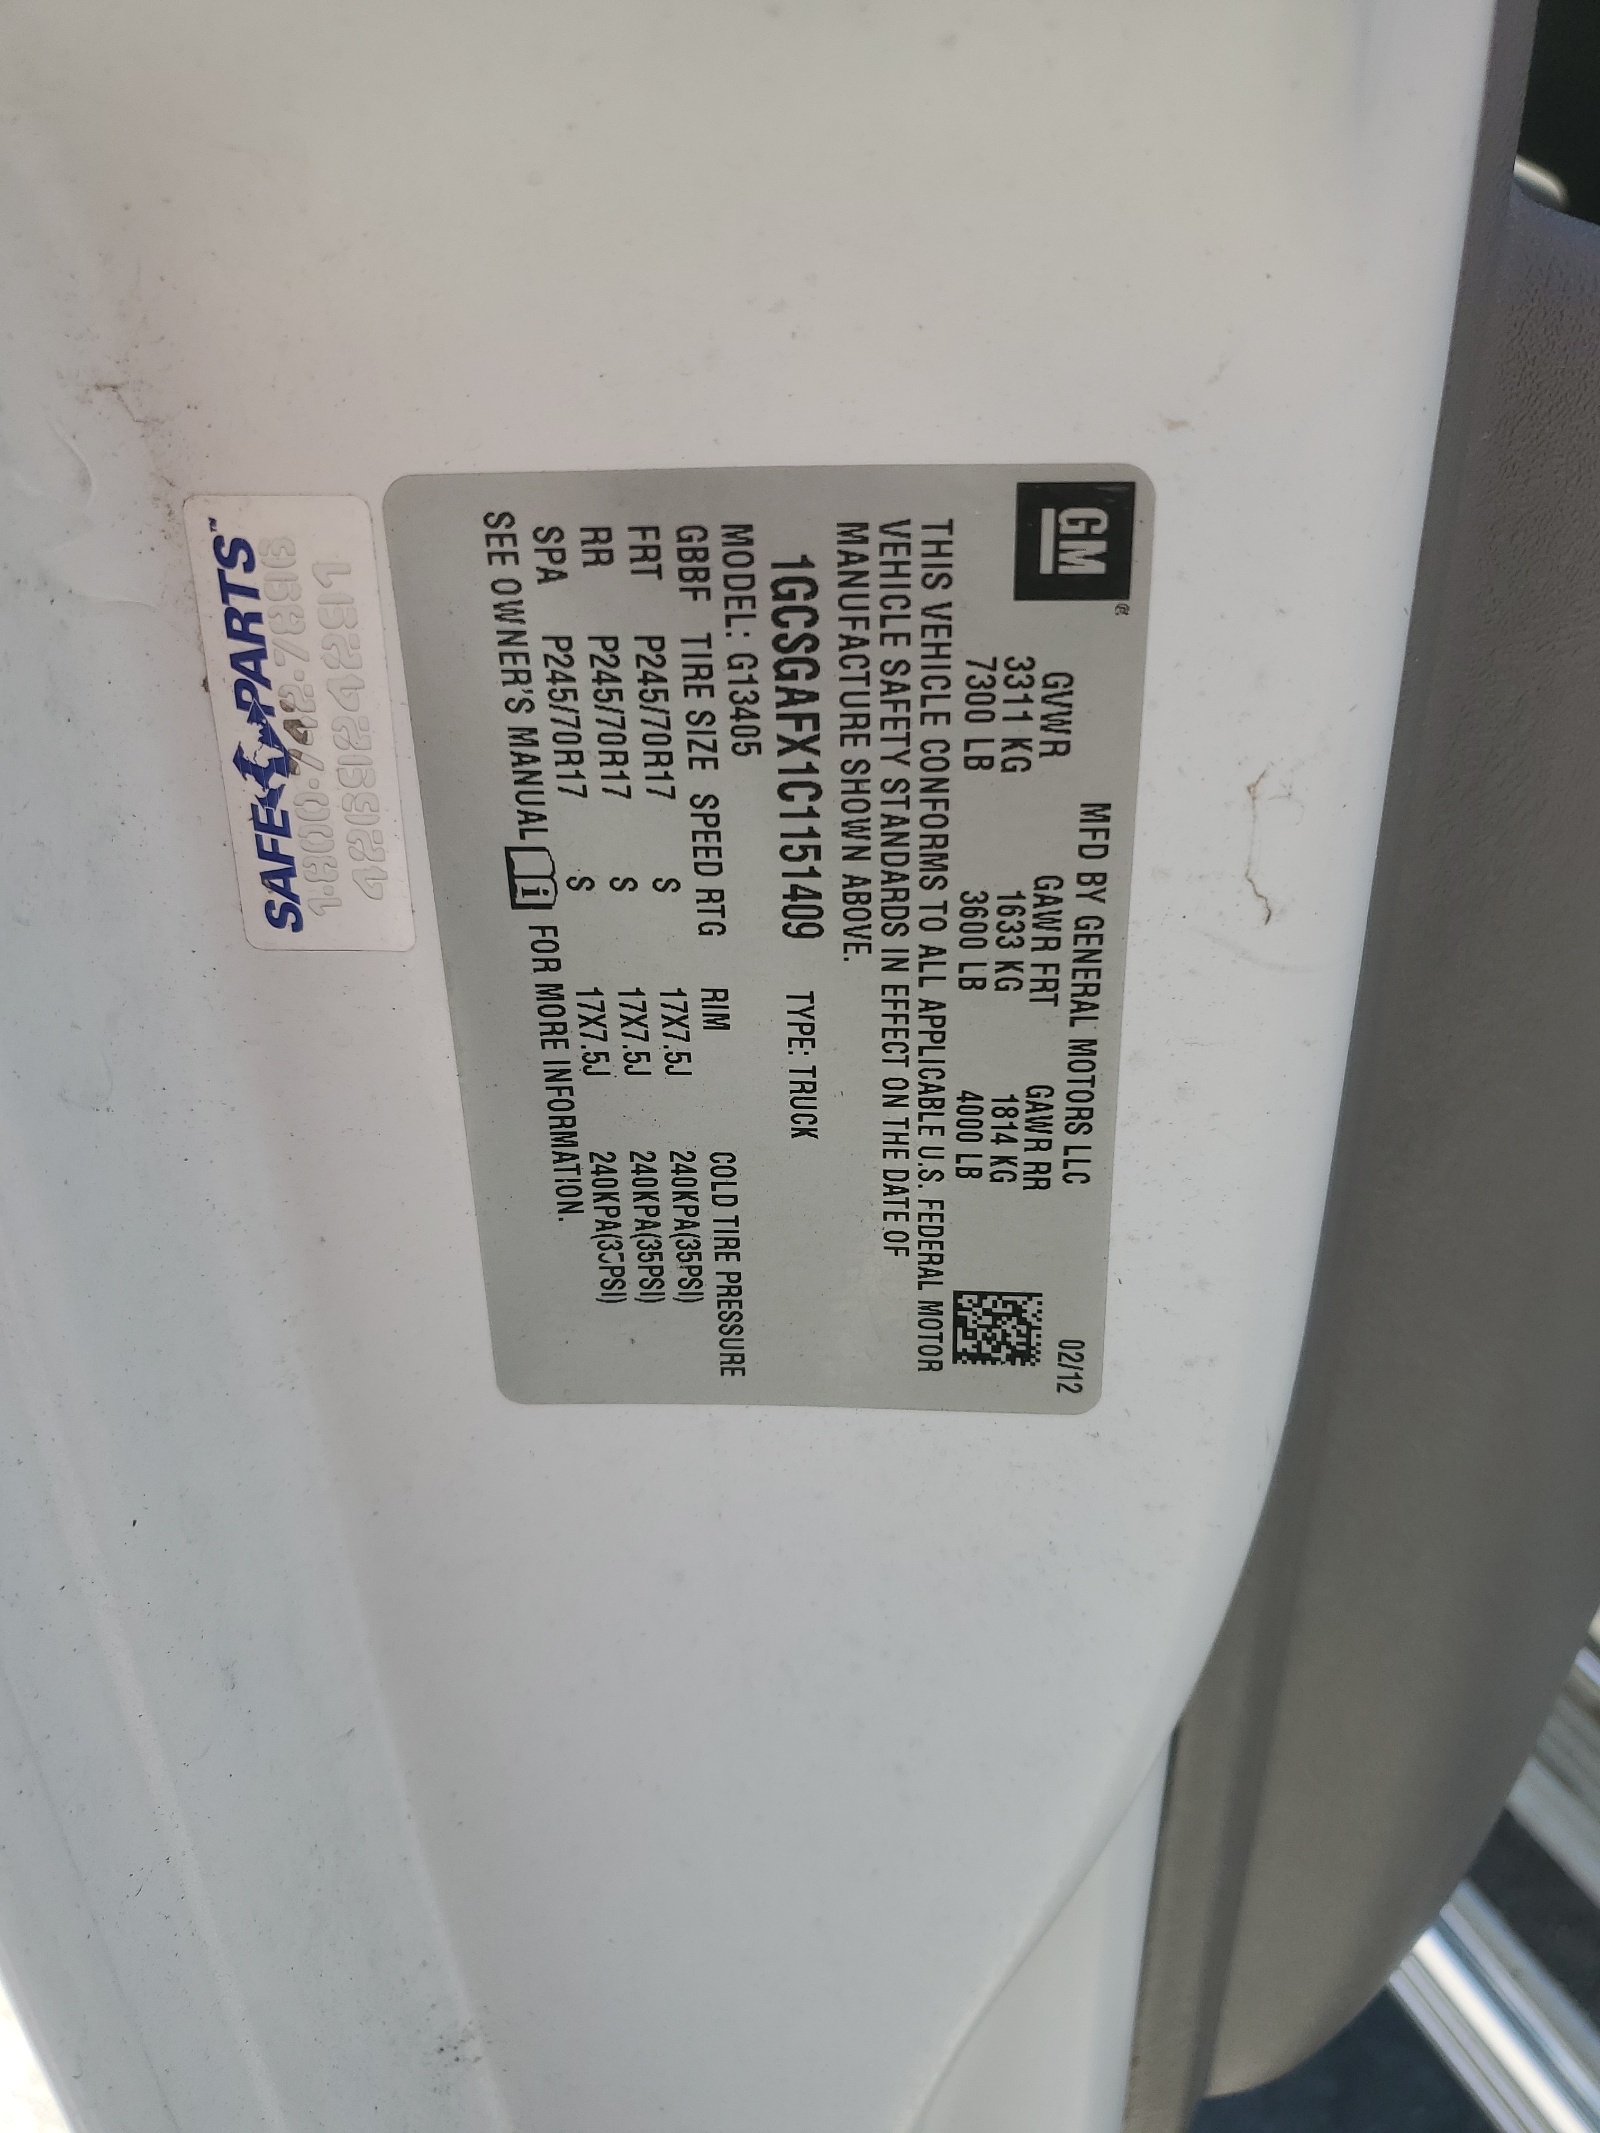 GM®
MFD BY GENERAL MOTORS LLC 02/12
GVWR GAWR FRT GAWR RR
3311 KG 1633 KG 1814 KG
7300 LB 3600 LB 4000 LB
THIS VEHICLE CONFORMS TO ALL APPLICABLE U.S. FEDERAL MOTOR
VEHICLE SAFETY STANDARDS IN EFFECT ON THE DATE OF
MANUFACTURE SHOWN ABOVE.
1GCSGAFX1C1151409 TYPE: TRUCK
MODEL: G13405
GBBF TIRE SIZE SPEED RTG RIM COLD TIRE PRESSURE
FRT P245/70R17 S 17X7.5J 240KPA(35PSI)
RR P245/70R17 S 17X7.5J 240KPA(35PSI)
SPA P245/70R17 S 17X7.5J 240KPA(35PSI)
SEE OWNER'S MANUAL i FOR MORE INFORMATION.
SAFE PARTS™